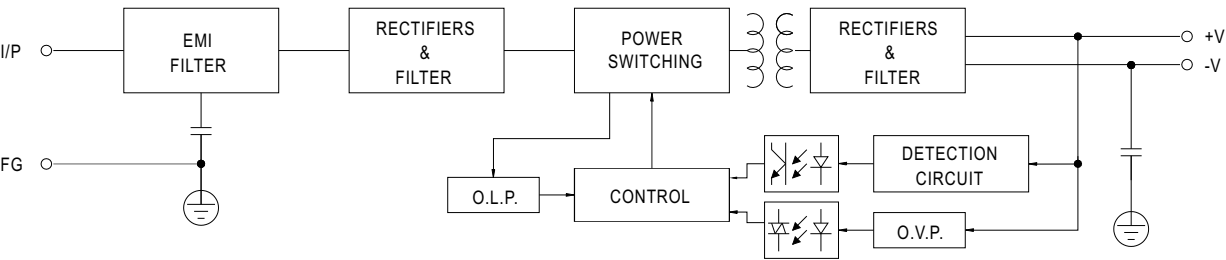 I/P
EMI
FILTER
RECTIFIERS
&
FILTER
POWER
SWITCHING
RECTIFIERS
&
FILTER
+V
-V
FG
O.L.P.
CONTROL
DETECTION
CIRCUIT
O.V.P.